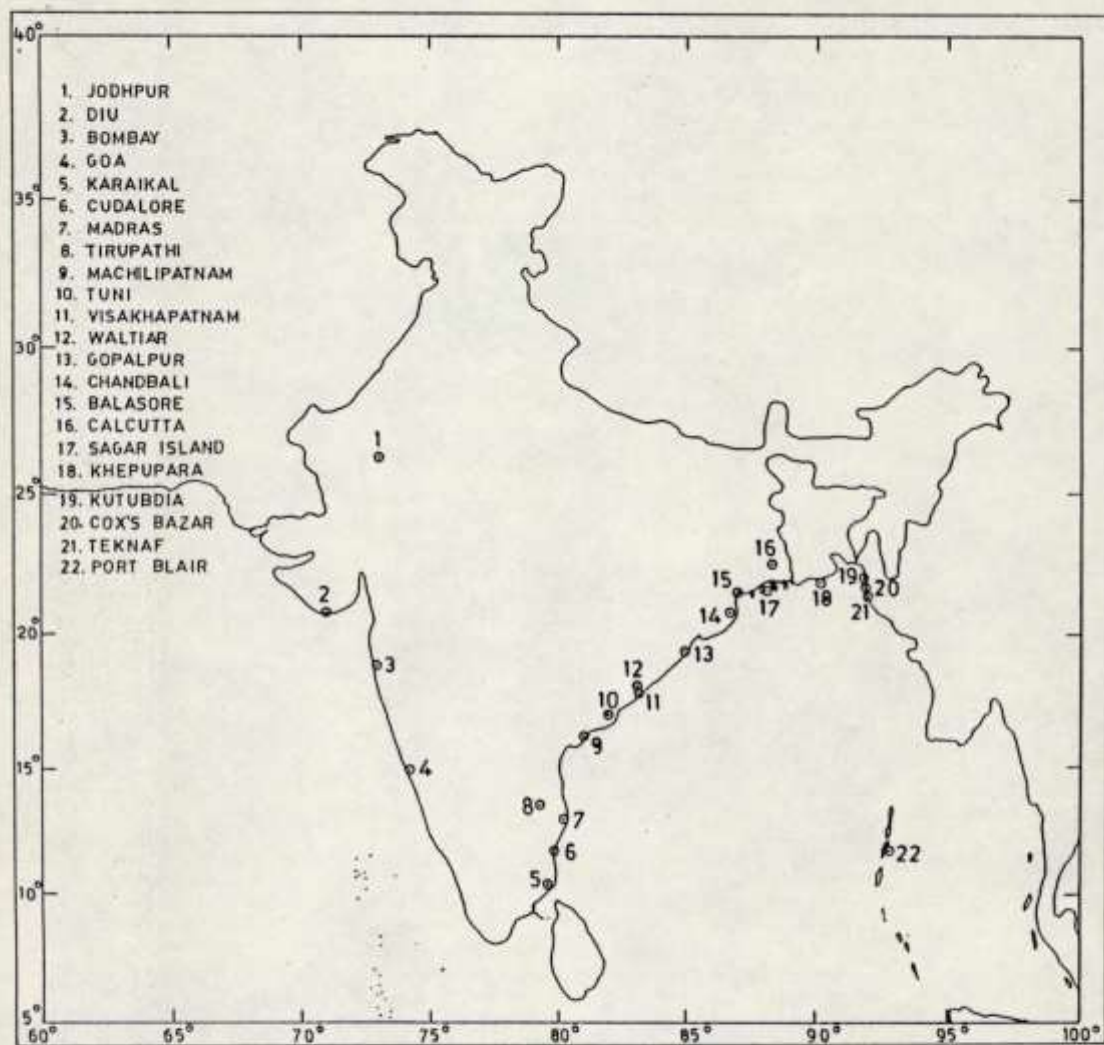 40°
1. JODHPUR
2. DIU
3. BOMBAY
4. GOA
5. KARAIKAL
6. CUDALORE
7. MADRAS
8. TIRUPATHI
9. MACHILIPATNAM
10. TUNI
11. VISAKHAPATNAM
12. WALTIAR
13. GOPALPUR
14. CHANDBALI
15. BALASORE
16. CALCUTTA
17. SAGAR ISLAND
18. KHEPUPARA
19. KUTUBDIA
20. COX'S BAZAR
21. TEKNAF
22. PORT BLAIR
35°
30°
25°
20°
15°
10°
5°
1
16
15
19
20
17
18
2
14
21
13
3
12
11
10
9
4
8
7
6
22
5
60°
65°
70°
75°
80°
85°
90°
95°
100°